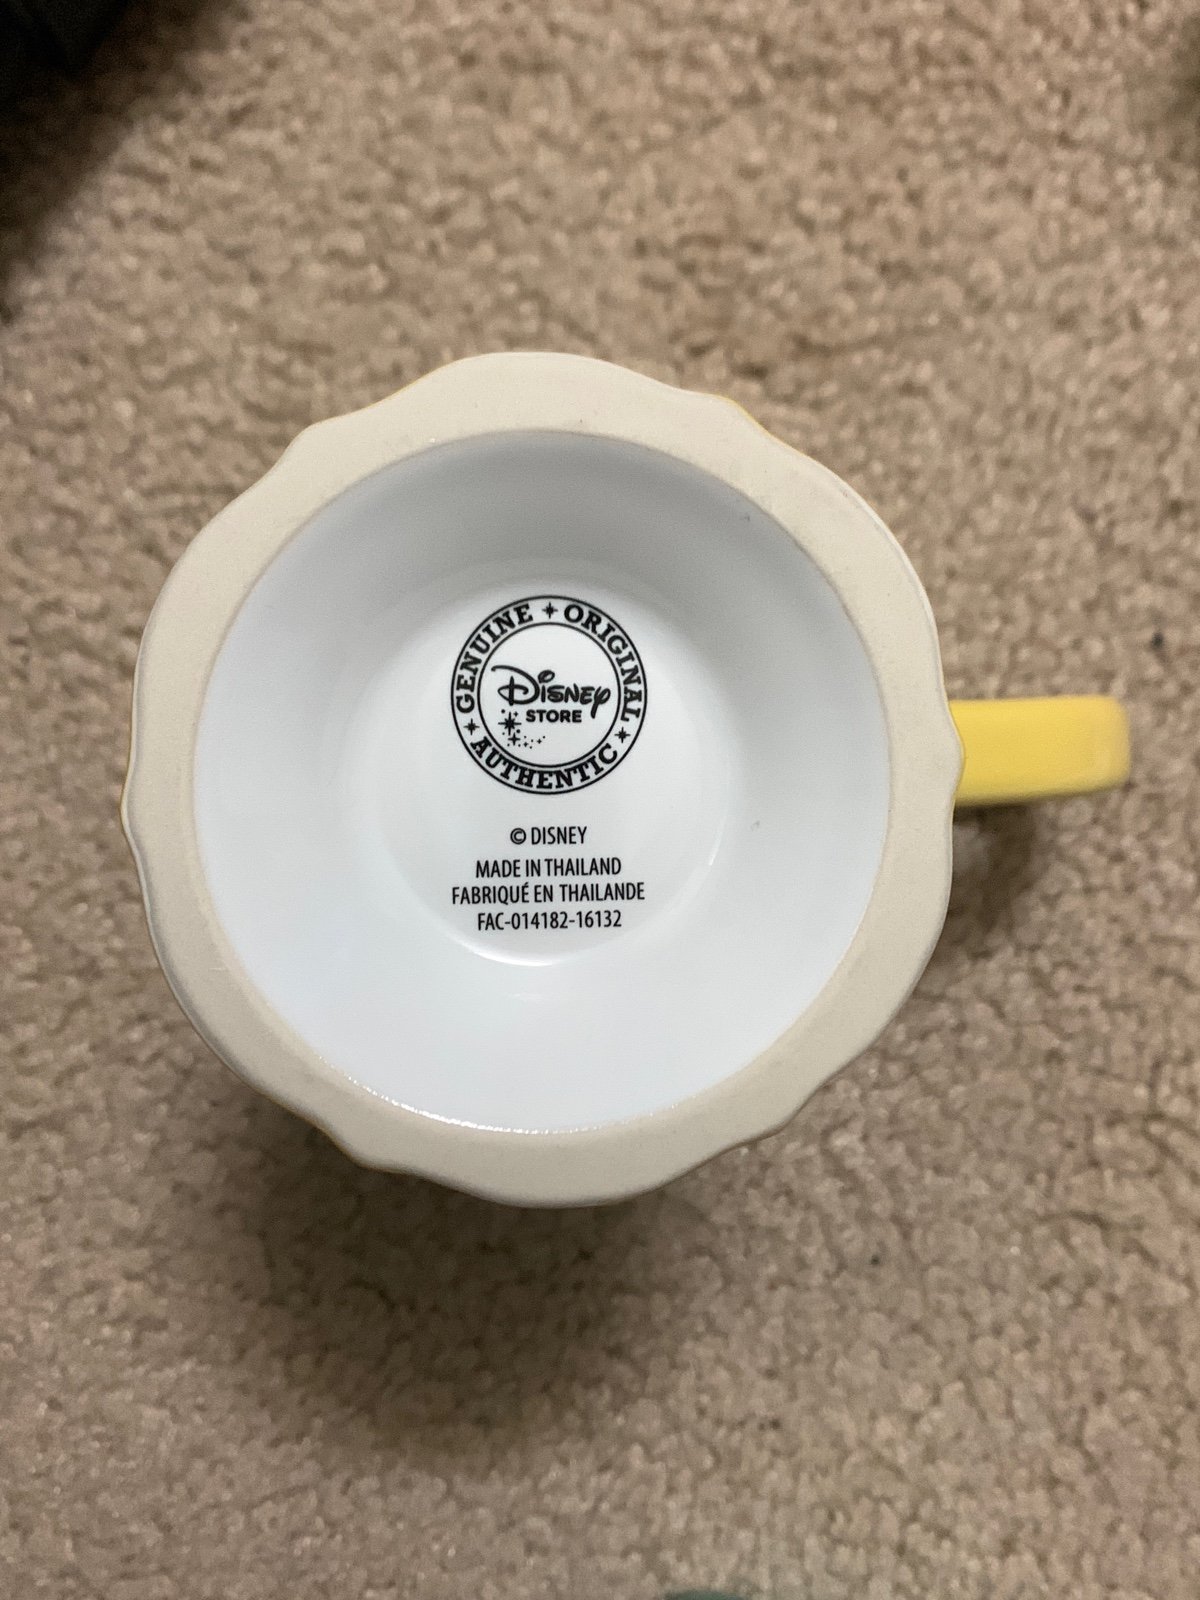 GENUINE ✦ ORIGINAL ✦ AUTHENTIC ✦
Disney
STORE
© DISNEY
MADE IN THAILAND
FABRIQUÉ EN THAILANDE
FAC-014182-16132